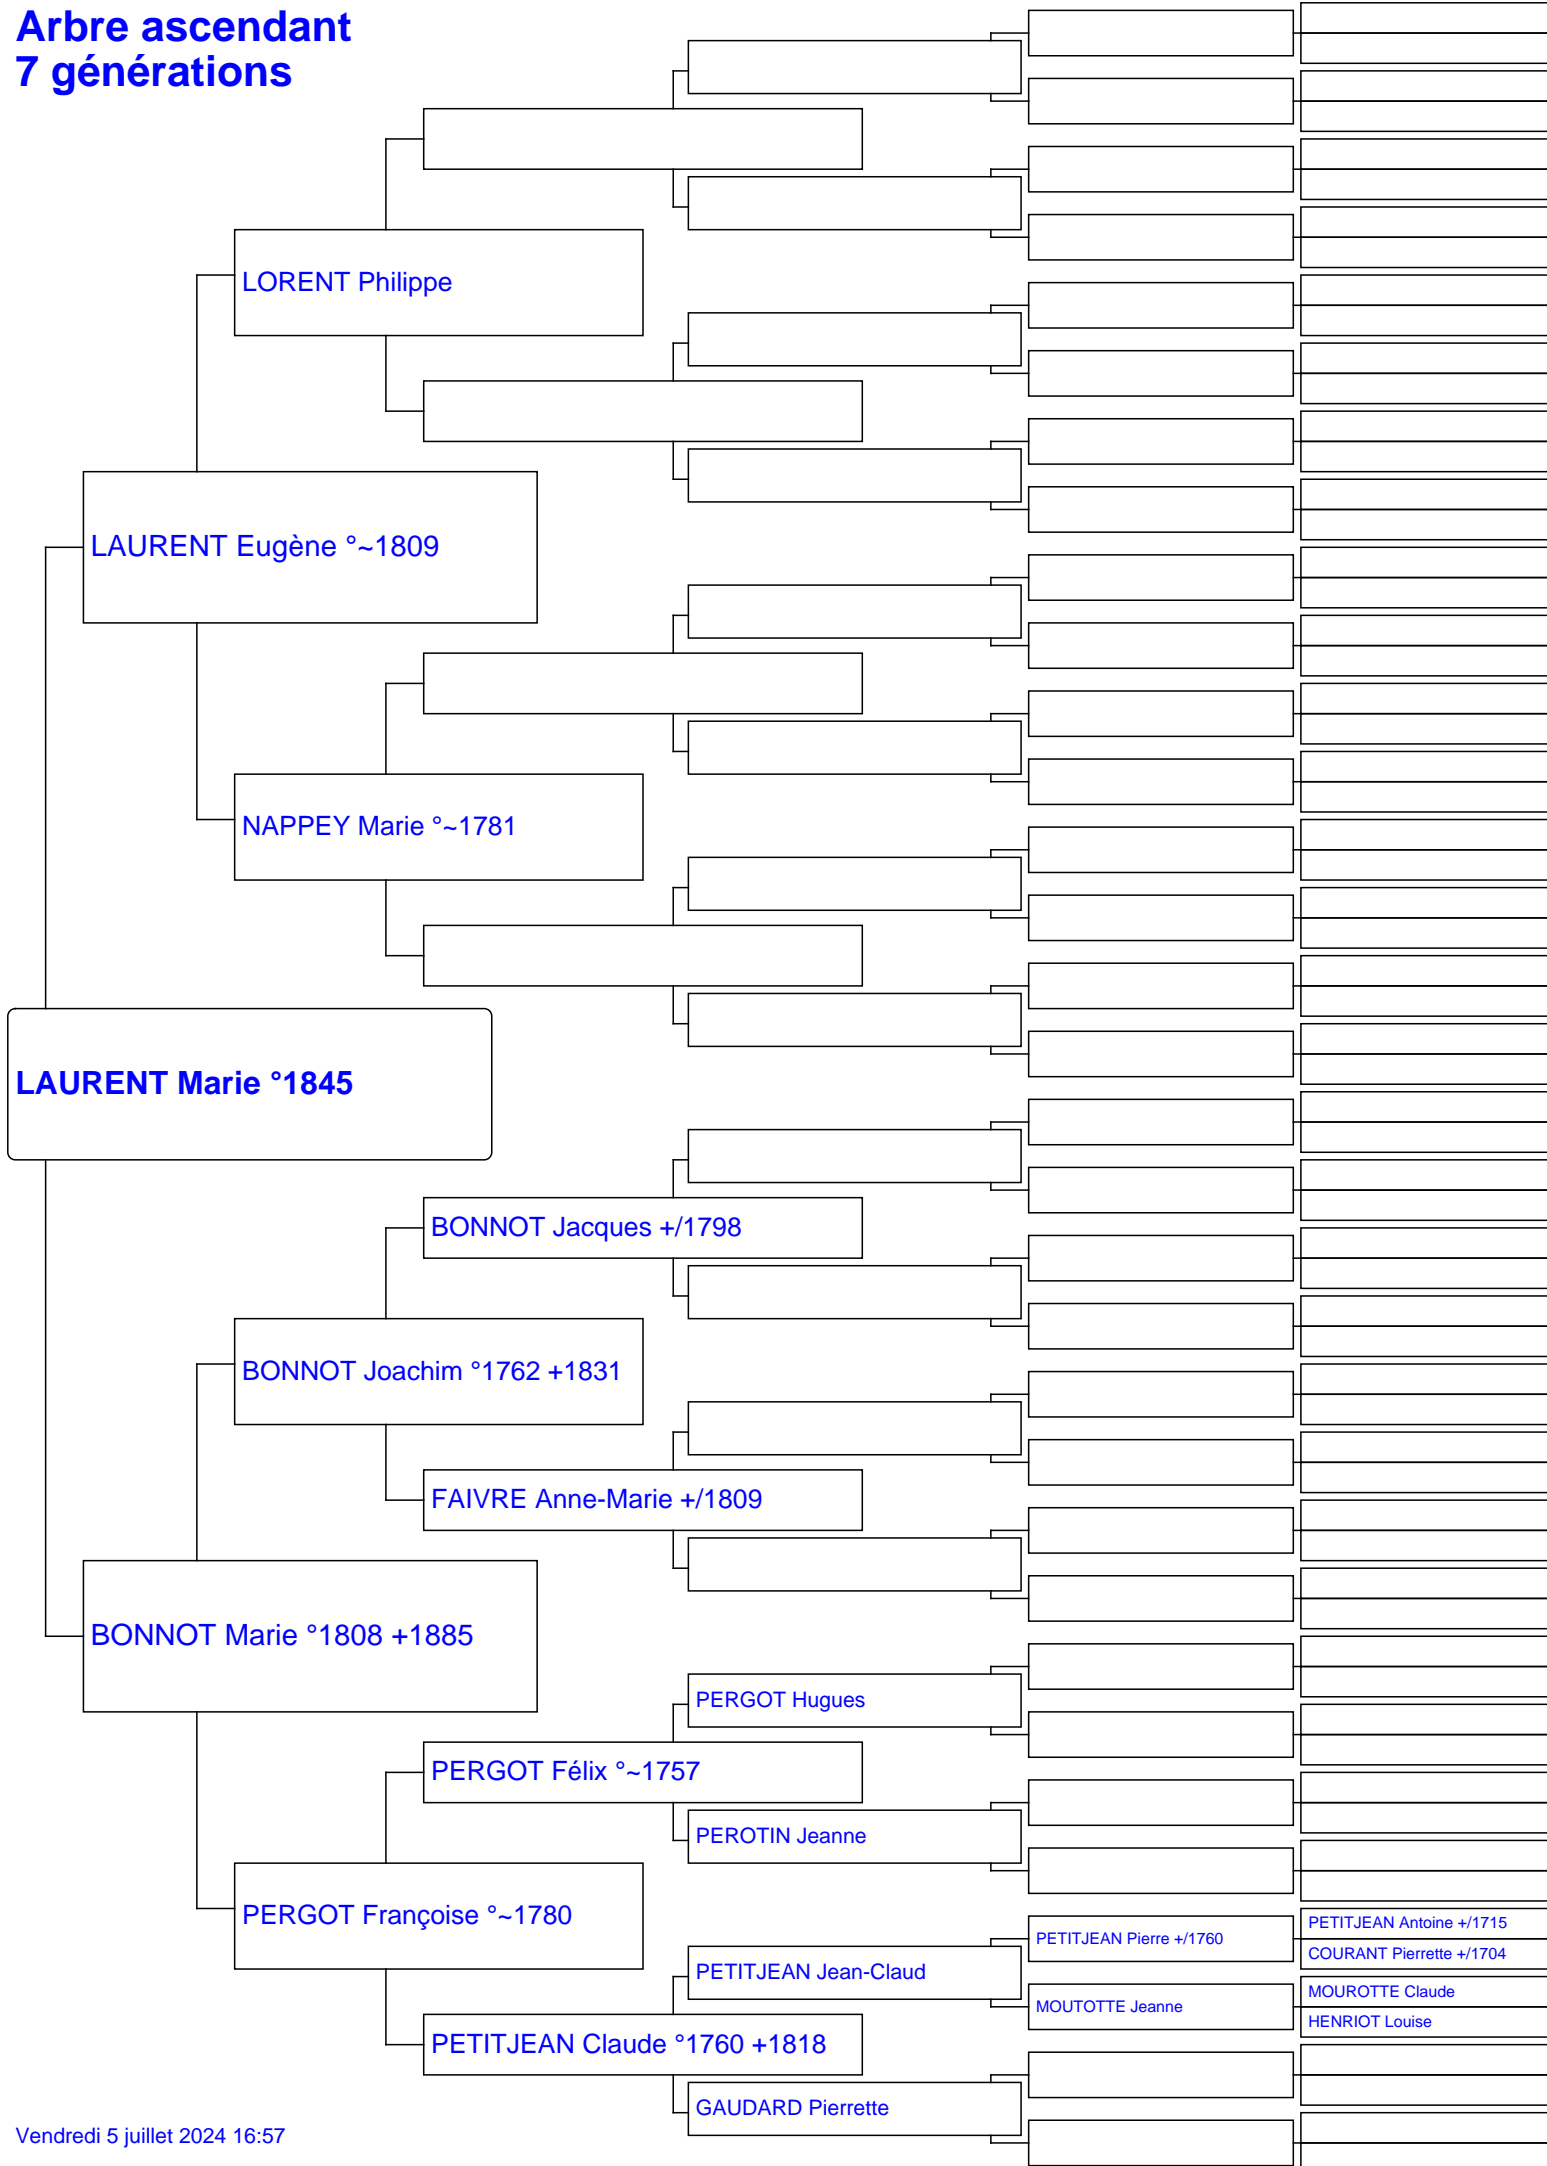 Arbre ascendant
7 générations
LORENT Philippe
LAURENT Eugène °~1809
NAPPEY Marie °~1781
LAURENT Marie °1845
BONNOT Jacques +/1798
BONNOT Joachim °1762 +1831
FAIVRE Anne-Marie +/1809
BONNOT Marie °1808 +1885
PERGOT Hugues
PERGOT Félix °~1757
PEROTIN Jeanne
PERGOT Françoise °~1780
PETITJEAN Antoine +/1715
PETITJEAN Pierre +/1760
COURANT Pierrette +/1704
PETITJEAN Jean-Claud
MOUROTTE Claude
MOUTOTTE Jeanne
HENRIOT Louise
PETITJEAN Claude °1760 +1818
GAUDARD Pierrette
Vendredi 5 juillet 2024 16:57